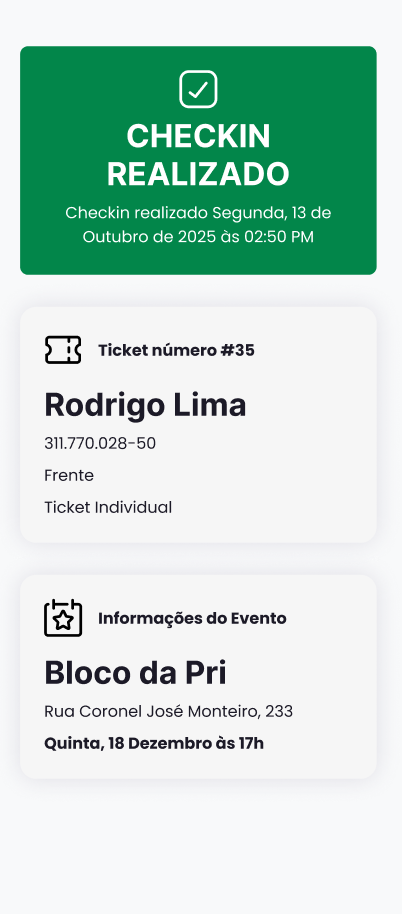 CHECKIN
REALIZADO
Checkin realizado Segunda, 13 de
Outubro de 2025 às 02:50 PM
Ticket número #35
Rodrigo Lima
311.770.028-50
Frente
Ticket Individual
Informações do Evento
Bloco da Pri
Rua Coronel José Monteiro, 233
Quinta, 18 Dezembro às 17h